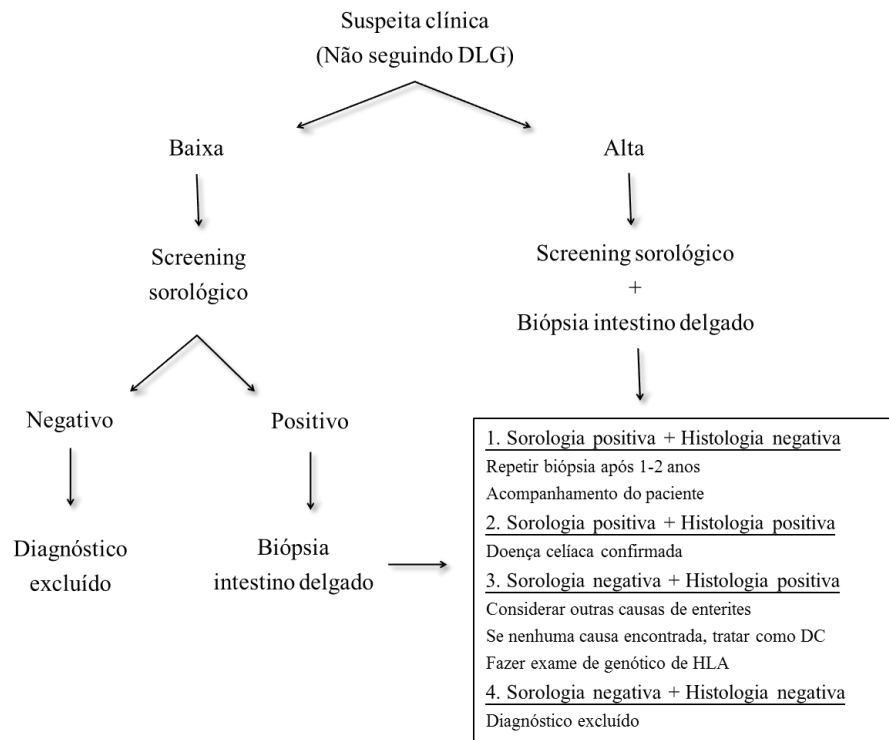 Suspeita clínica
(Não seguindo DLG)
Baixa
Alta
Screening
sorológico
Screening sorológico
+
Biópsia intestino delgado
Negativo
Positivo
Diagnóstico
excluído
Biópsia
intestino delgado
1. Sorologia positiva + Histologia negativa
Repetir biópsia após 1-2 anos
Acompanhamento do paciente
2. Sorologia positiva + Histologia positiva
Doença celíaca confirmada
3. Sorologia negativa + Histologia positiva
Considerar outras causas de enterites
Se nenhuma causa encontrada, tratar como DC
Fazer exame de genótico de HLA
4. Sorologia negativa + Histologia negativa
Diagnóstico excluído